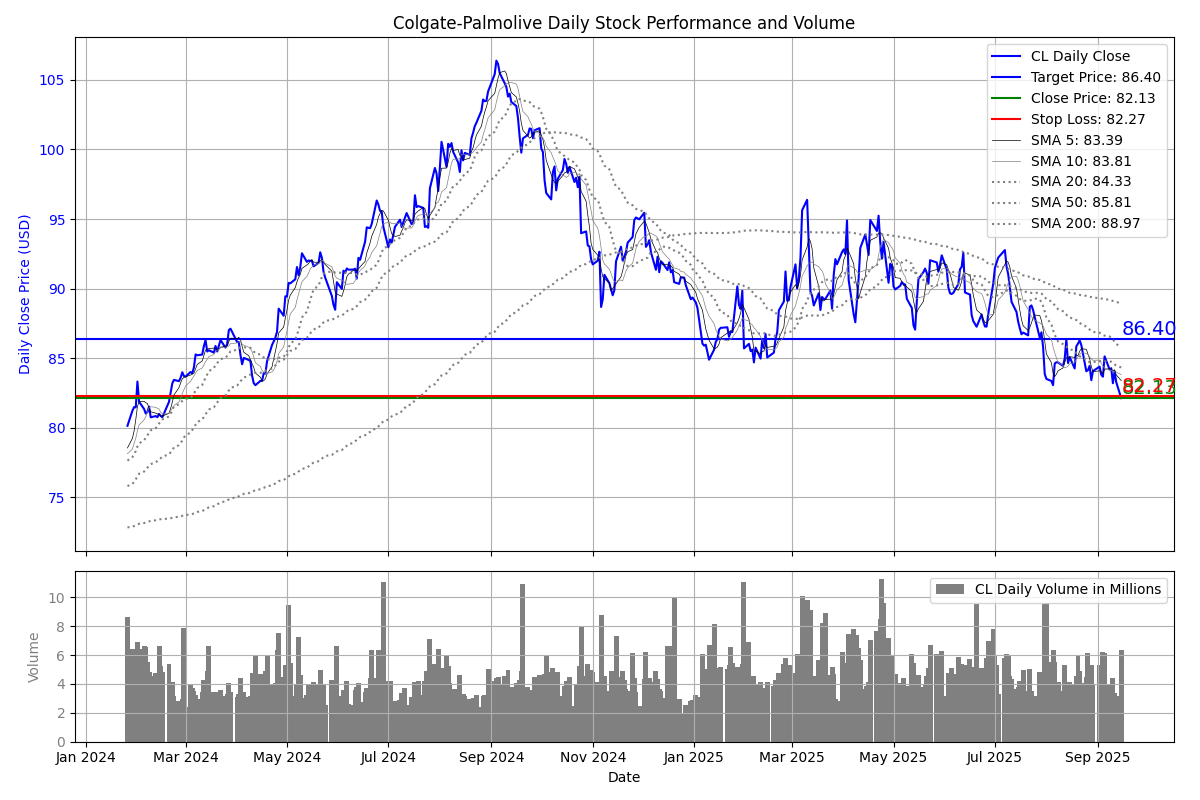 Colgate-Palmolive Daily Stock Performance and Volume
Daily Close Price (USD)
105
100
95
90
85
80
75
CL Daily Close
Target Price: 86.40
Close Price: 82.13
Stop Loss: 82.27
SMA 5: 83.39
SMA 10: 83.81
SMA 20: 84.33
SMA 50: 85.81
SMA 200: 88.97
86.40
82.27
82.13
Volume
10
8
6
4
2
0
CL Daily Volume in Millions
Jan 2024 Mar 2024 May 2024 Jul 2024 Sep 2024 Nov 2024 Jan 2025 Mar 2025 May 2025 Jul 2025 Sep 2025
Date